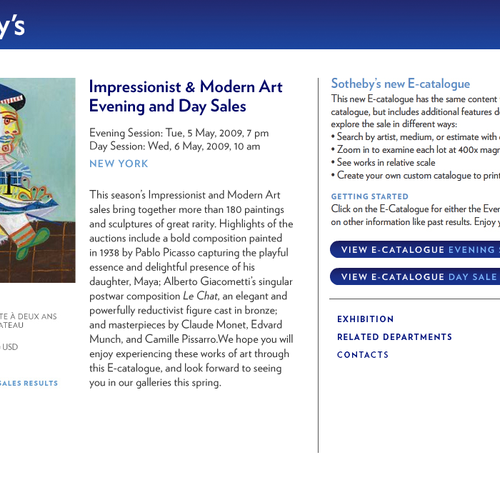 y's
Impressionist & Modern Art
Evening and Day Sales
Evening Session: Tue, 5 May, 2009, 7 pm
Day Session: Wed, 6 May, 2009, 10 am
NEW YORK
This season's Impressionist and Modern Art
sales bring together more than 180 paintings
and sculptures of great rarity. Highlights of the
auctions include a bold composition painted
in 1938 by Pablo Picasso capturing the playful
essence and delightful presence of his
daughter, Maya; Alberto Giacometti's singular
postwar composition Le Chat, an elegant and
powerfully reductivist figure cast in bronze;
and masterpieces by Claude Monet, Edvard
Munch, and Camille Pissarro.We hope you will
enjoy experiencing these works of art through
this E-catalogue, and look forward to seeing
you in our galleries this spring.
TE À DEUX ANS
ATEAU
USD
SALES RESULTS
Sotheby's new E-catalogue
This new E-catalogue has the same content
catalogue, but includes additional features d
explore the sale in different ways:
• Search by artist, medium, or estimate with
• Zoom in to examine each lot at 400x magn
• See works in relative scale
• Create your own custom catalogue to print
GETTING STARTED
Click on the E-Catalogue for either the Eve
on other information like past results. Enjoy
VIEW E-CATALOGUE EVENING
VIEW E-CATALOGUE DAY SALE
EXHIBITION
RELATED DEPARTMENTS
CONTACTS